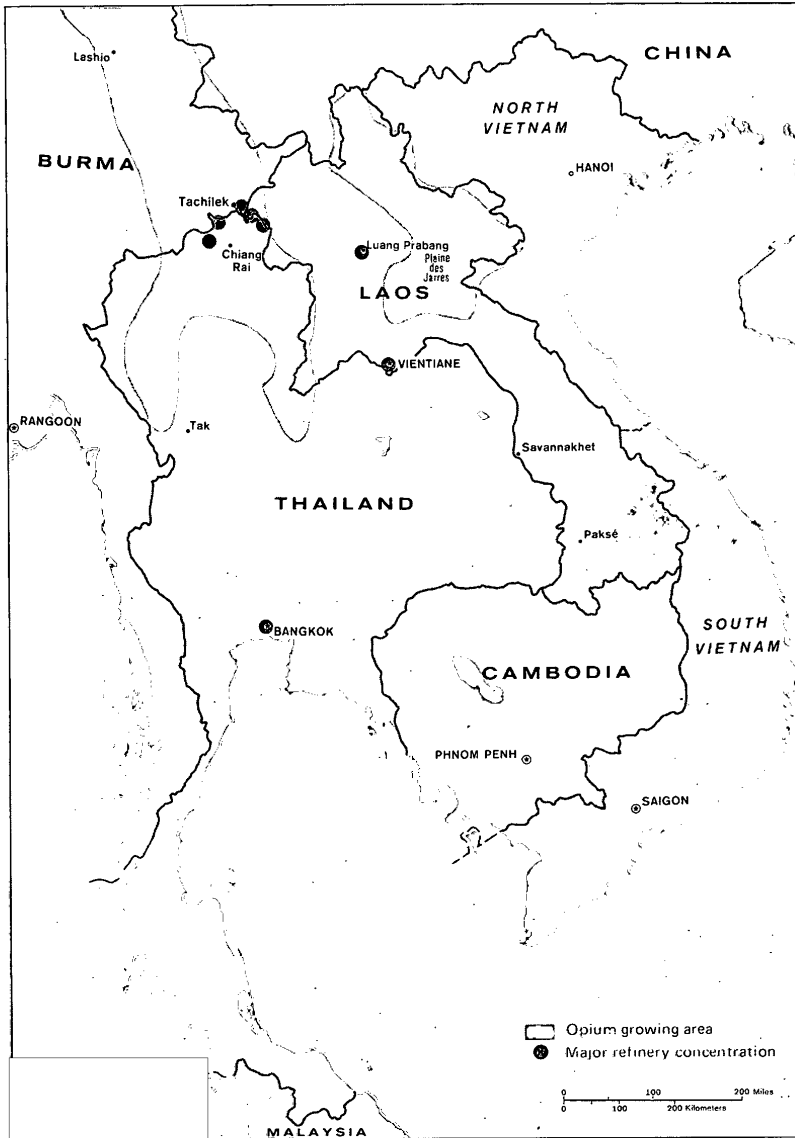 CHINA
Lashio
NORTH
VIETNAM
BURMA
HANOI
Tachilek
Luang Prabang
Chiang
Rai
Plaine
des
Jarres
LAOS
VIENTIANE
RANGOON
Tak
Savannakhet
THAILAND
Paksé
BANGKOK
SOUTH
VIETNAM
CAMBODIA
PHNOM PENH
SAIGON
Opium growing area
Major refinery concentration
0 100 200 Miles
0 100 200 Kilometers
MALAYSIA